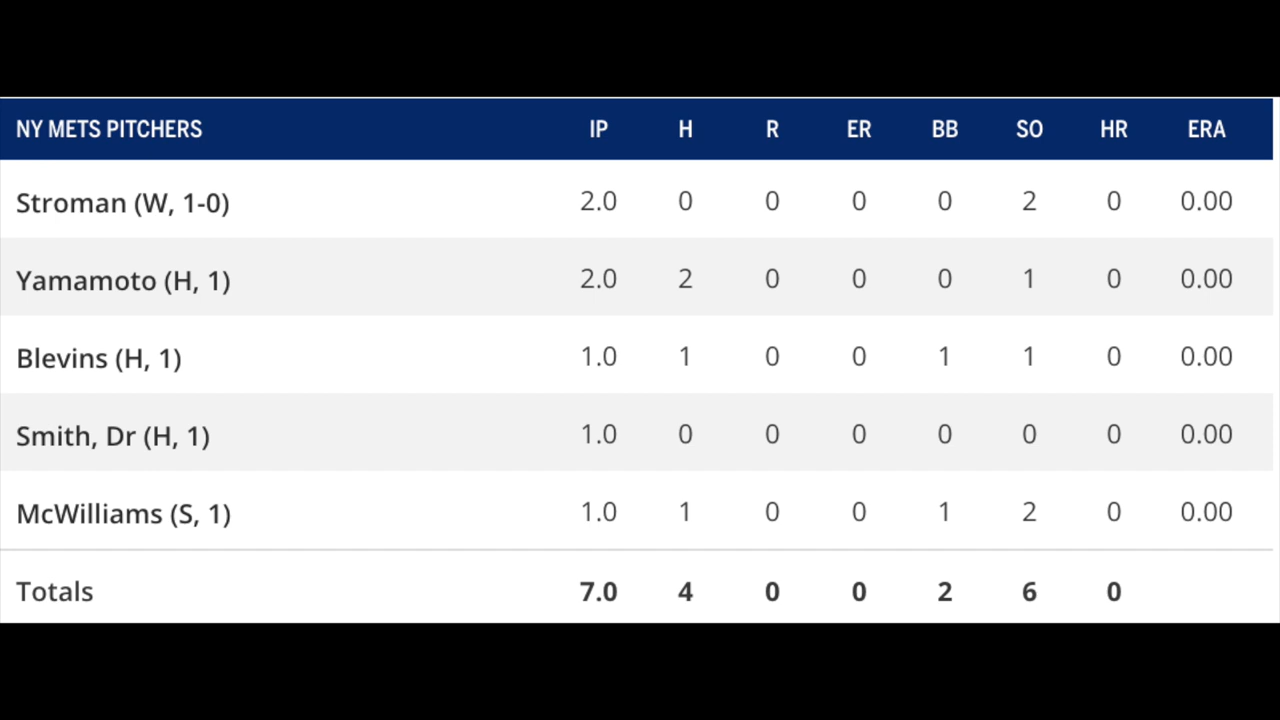 NY METS PITCHERS IP H R ER BB SO HR ERA
Stroman (W, 1-0) 2.0 0 0 0 0 2 0 0.00
Yamamoto (H, 1) 2.0 2 0 0 0 1 0 0.00
Blevins (H, 1) 1.0 1 0 0 1 1 0 0.00
Smith, Dr (H, 1) 1.0 0 0 0 0 0 0 0.00
McWilliams (S, 1) 1.0 1 0 0 1 2 0 0.00
Totals 7.0 4 0 0 2 6 0